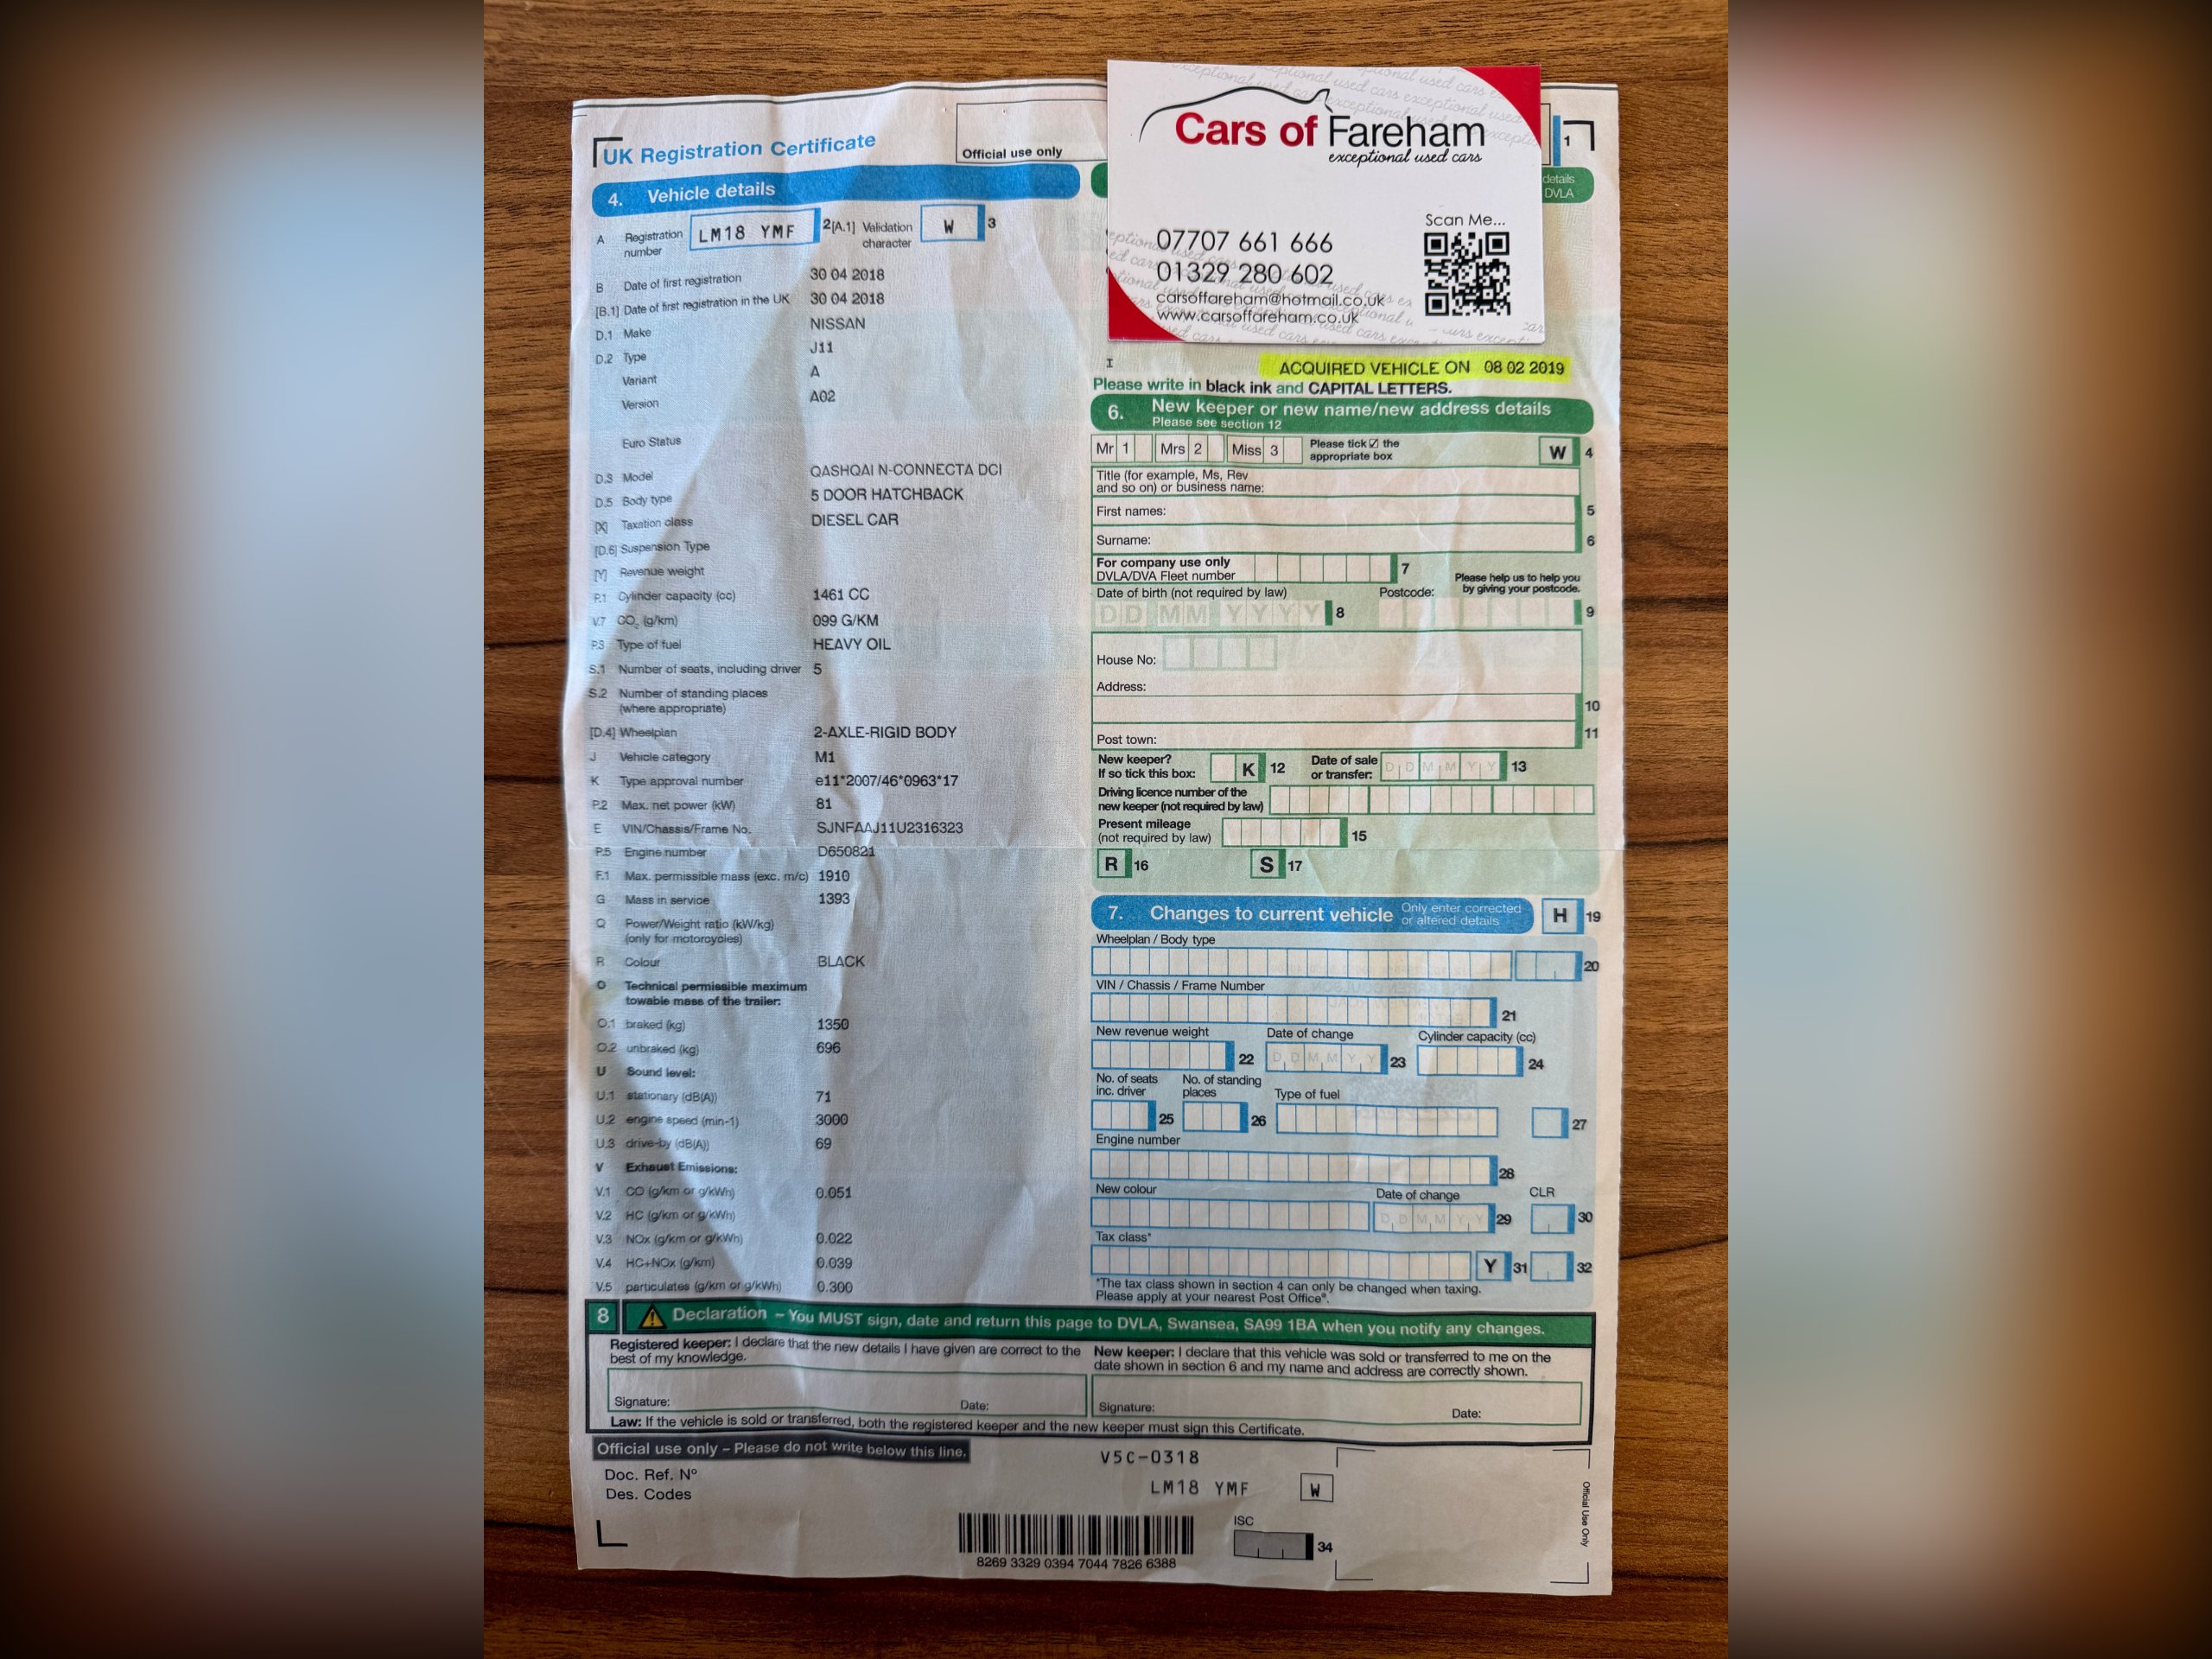 UK Registration Certificate
Official use only
1
4. Vehicle details
details
DVLA
A Registration number LM18 YMF 2 [A.1] Validation character W 3
B Date of first registration 30 04 2018
[B.1] Date of first registration in the UK 30 04 2018
D.1 Make NISSAN
D.2 Type J11
Variant A
Version A02
Euro Status
D.3 Model QASHQAI N-CONNECTA DCI
D.5 Body type 5 DOOR HATCHBACK
[X] Taxation class DIESEL CAR
[D.6] Suspension Type
[Y] Revenue weight
P.1 Cylinder capacity (cc) 1461 CC
V.7 CO2 (g/km) 099 G/KM
P.3 Type of fuel HEAVY OIL
S.1 Number of seats, including driver 5
S.2 Number of standing places
(where appropriate)
[D.4] Wheelplan 2-AXLE-RIGID BODY
J Vehicle category M1
K Type approval number e11*2007/46*0963*17
P.2 Max. net power (kW) 81
E VIN/Chassis/Frame No. SJNFAAJ11U2316323
P.5 Engine number D650821
F.1 Max. permissible mass (exc. m/c) 1910
G Mass in service 1393
Q Power/Weight ratio (kW/kg)
(only for motorcycles)
R Colour BLACK
O Technical permissible maximum
towable mass of the trailer:
O.1 braked (kg) 1350
O.2 unbraked (kg) 696
U Sound level:
U.1 stationary (dB(A)) 71
U.2 engine speed (min-1) 3000
U.3 drive-by (dB(A)) 69
V Exhaust Emissions:
V.1 CO (g/km or g/kWh) 0.051
V.2 HC (g/km or g/kWh)
V.3 NOx (g/km or g/kWh) 0.022
V.4 HC+NOx (g/km) 0.039
V.5 particulates (g/km or g/kWh) 0.300
Cars of Fareham
exceptional used cars
Scan Me...
07707 661 666
01329 280 602
carsoffareham@hotmail.co.uk
www.carsoffareham.co.uk
I
ACQUIRED VEHICLE ON 08 02 2019
Please write in black ink and CAPITAL LETTERS.
6. New keeper or new name/new address details
Please see section 12
Mr 1 Mrs 2 Miss 3 Please tick ☑ the appropriate box W 4
Title (for example, Ms, Rev
and so on) or business name:
First names: 5
Surname: 6
For company use only
DVLA/DVA Fleet number 7
Please help us to help you
by giving your postcode.
Date of birth (not required by law) Postcode:
DD MM YYYY 8 9
House No:
Address:
10
Post town: 11
New keeper?
If so tick this box: K 12 Date of sale or transfer: D D M M Y Y 13
Driving licence number of the
new keeper (not required by law)
Present mileage
(not required by law) 15
R 16 S 17
7. Changes to current vehicle Only enter corrected or altered details H 19
Wheelplan / Body type
20
VIN / Chassis / Frame Number
21
New revenue weight Date of change Cylinder capacity (cc)
22 D D M M Y Y 23 24
No. of seats inc. driver No. of standing places Type of fuel
25 26 27
Engine number
28
New colour Date of change CLR
D D M M Y Y 29 30
Tax class*
Y 31 32
*The tax class shown in section 4 can only be changed when taxing.
Please apply at your nearest Post Office®.
8 Declaration – You MUST sign, date and return this page to DVLA, Swansea, SA99 1BA when you notify any changes.
Registered keeper: I declare that the new details I have given are correct to the
best of my knowledge.
Signature: Date:
New keeper: I declare that this vehicle was sold or transferred to me on the
date shown in section 6 and my name and address are correctly shown.
Signature: Date:
Law: If the vehicle is sold or transferred, both the registered keeper and the new keeper must sign this Certificate.
Official use only – Please do not write below this line.
Doc. Ref. Nº
Des. Codes
V5C-0318
LM18 YMF W
8269 3329 0394 7044 7826 6388
ISC
34
Official Use Only